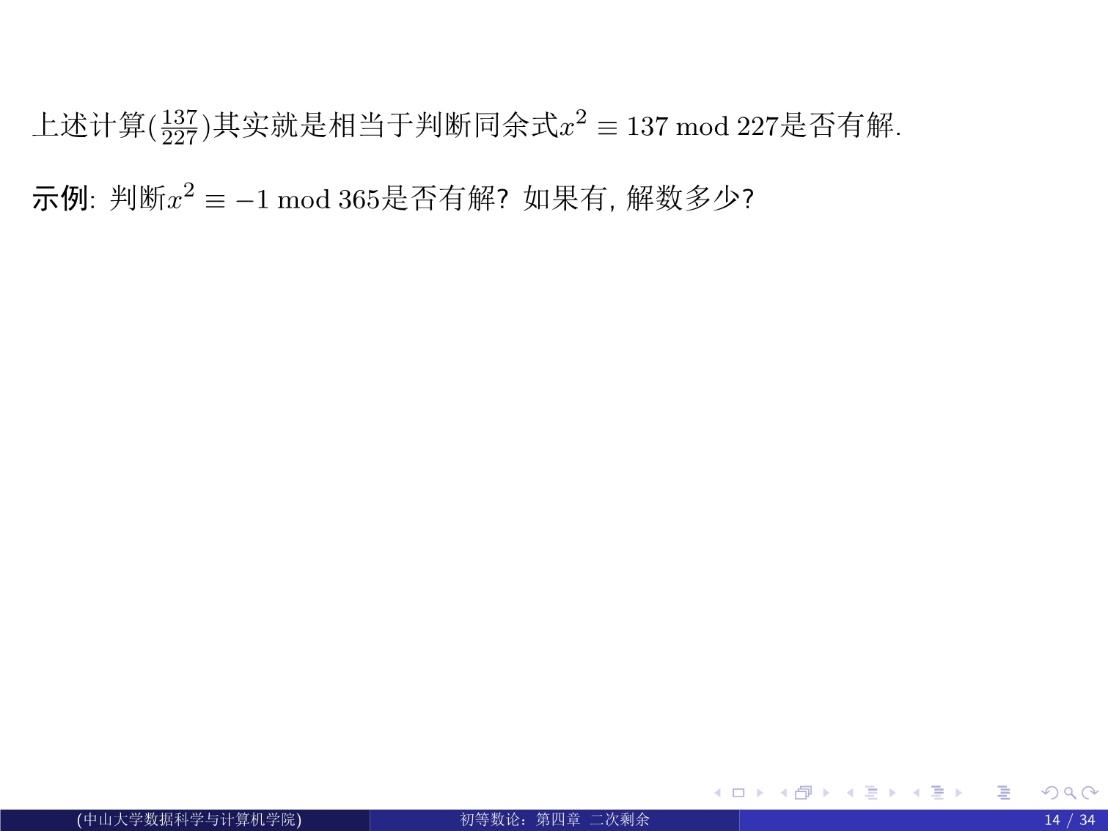 上述计算(137/227)其实就是相当于判断同余式x² ≡ 137 mod 227是否有解.
示例: 判断x² ≡ −1 mod 365是否有解? 如果有, 解数多少?
(中山大学数据科学与计算机学院) 初等数论: 第四章 二次剩余 14 / 34